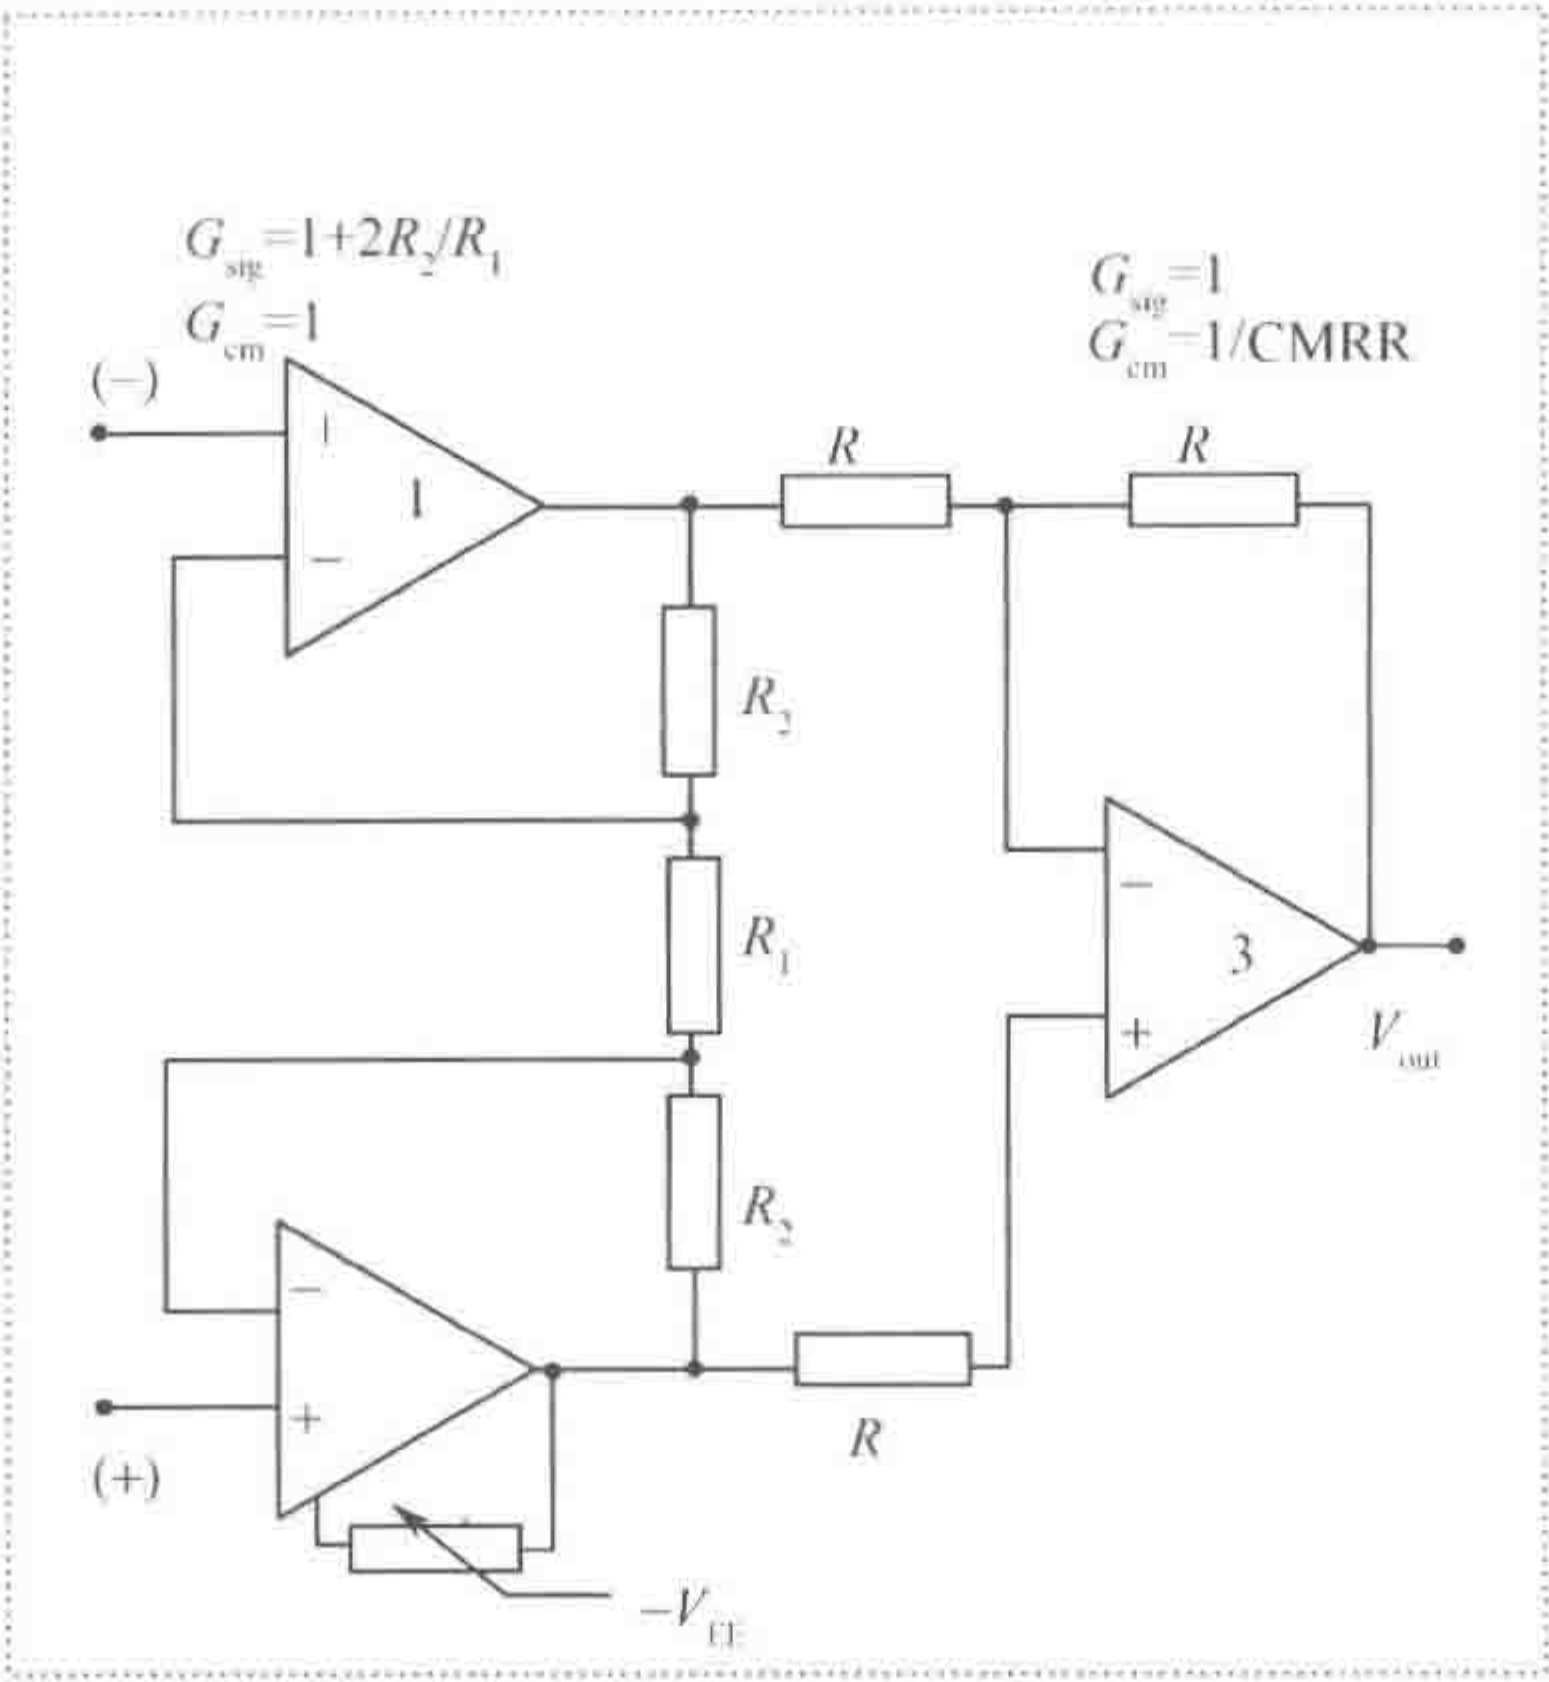 G_sig=1+2R_2/R_1
G_cm=1
G_sig=1
G_cm=1/CMRR
(−)
+
1
−
R
R
R_2
R_1
−
3
+
V_out
R_2
−
+
(+)
R
−V_EE